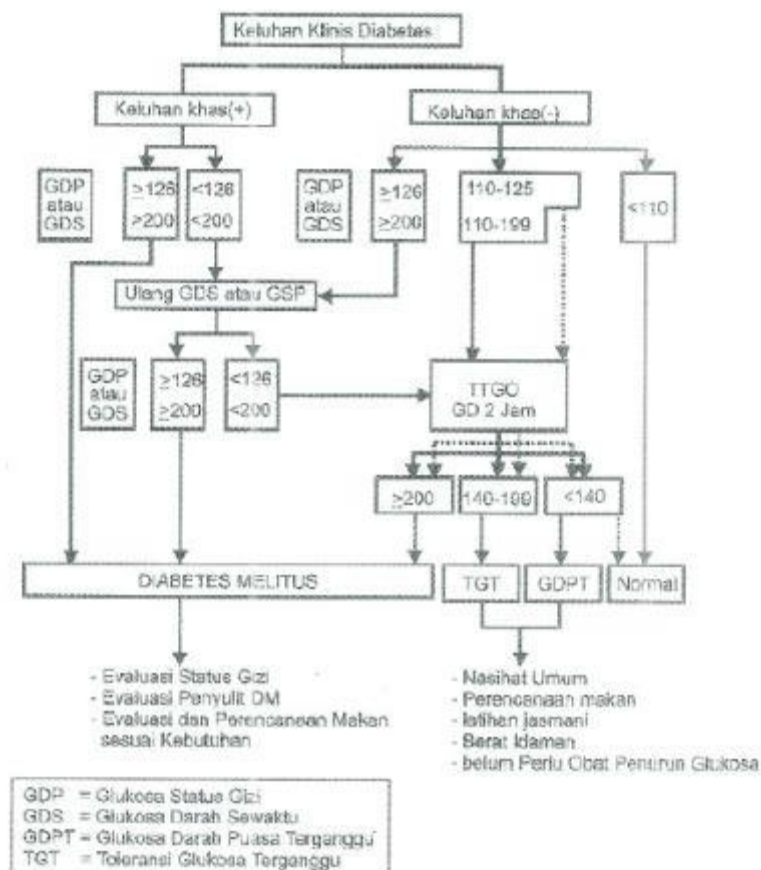 Keluhan Klinis Diabetes
Keluhan khas(+)
Keluhan khas(-)
GDP
atau
GDS
≥126
≥200
<126
<200
GDP
atau
GDS
≥126
≥200
110-125
110-199
<110
Ulang GDS atau GSP
GDP
atau
GDS
≥126
≥200
<126
<200
TTGO
GD 2 Jam
≥200
140-199
<140
DIABETES MELITUS
TGT
GDPT
Normal
- Evaluasi Status Gizi
- Evaluasi Penyulit DM
- Evaluasi dan Perencanaan Makan
sesuai Kebutuhan
- Nasihat Umum
- Perencanaan makan
- latihan jasmani
- Berat Idaman
- belum Perlu Obat Penurun Glukosa
GDP = Glukosa Status Gizi
GDS = Glukosa Darah Sewaktu
GDPT = Glukosa Darah Puasa Terganggu
TGT = Toleransi Glukosa Terganggu